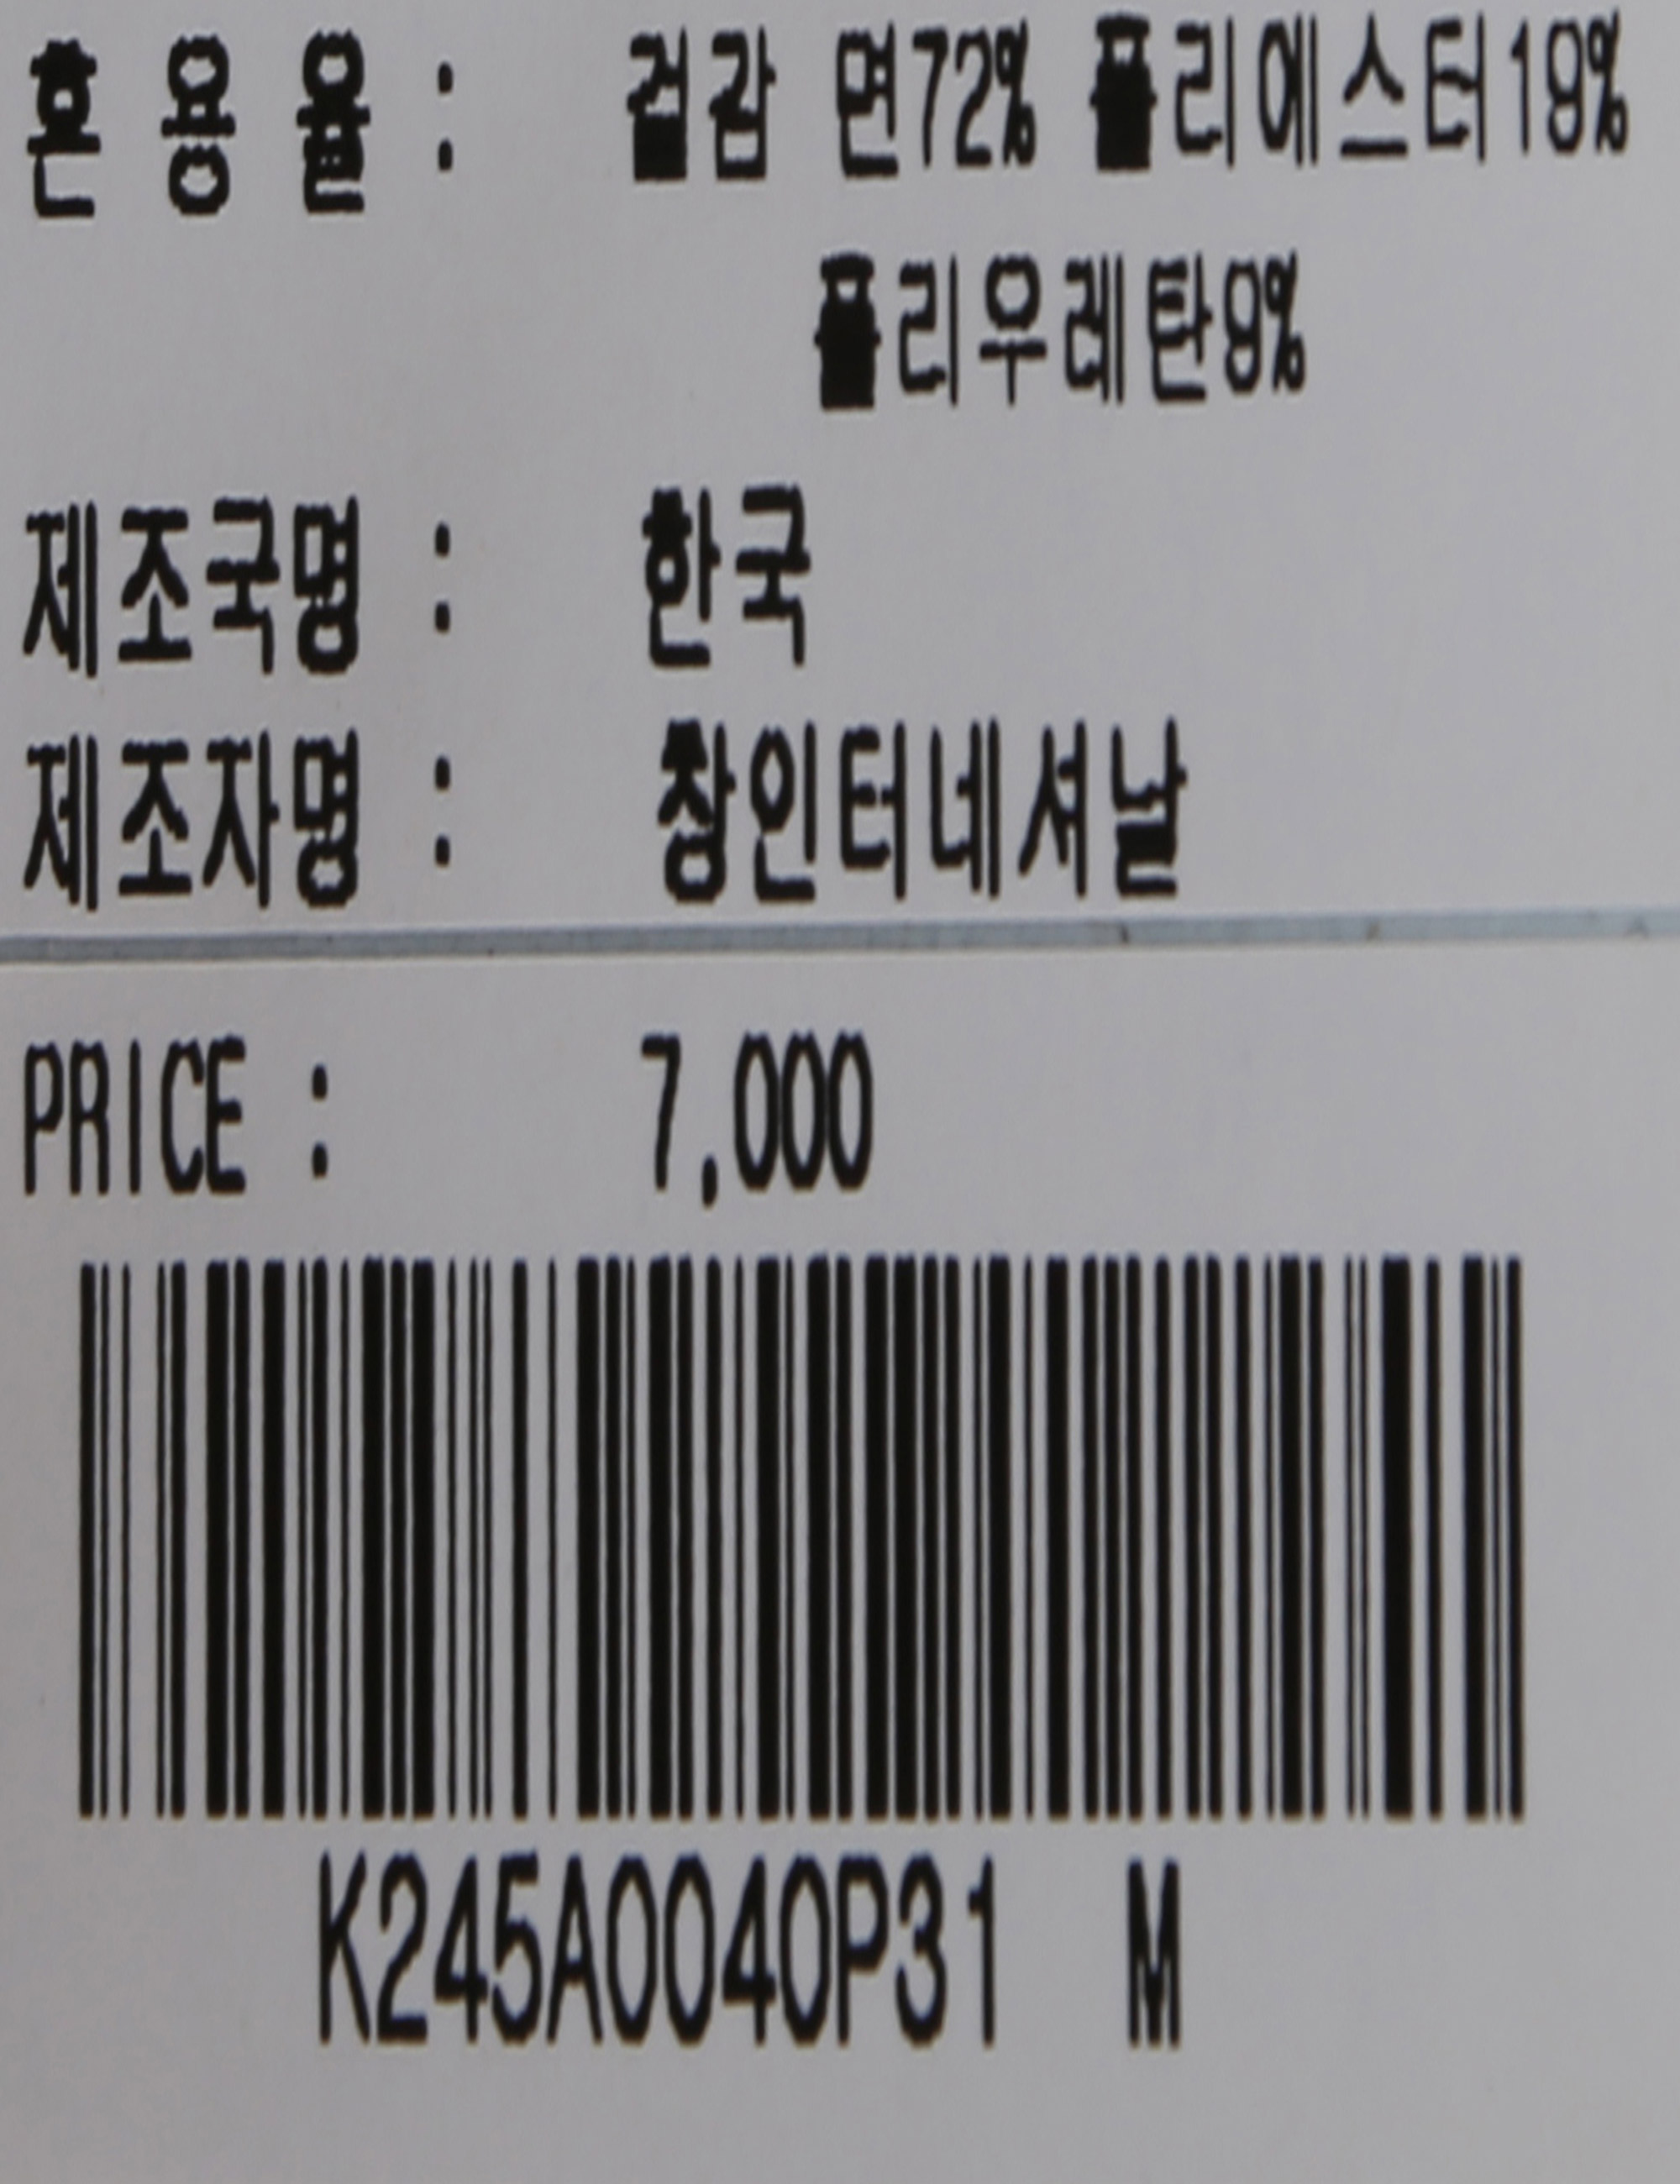 혼 용 율 : 겉감 면72% 폴리에스터19%
폴리우레탄9%
제조국명 : 한국
제조자명 : 창인터네셔날
PRICE : 7,000
K245A0040P31 M